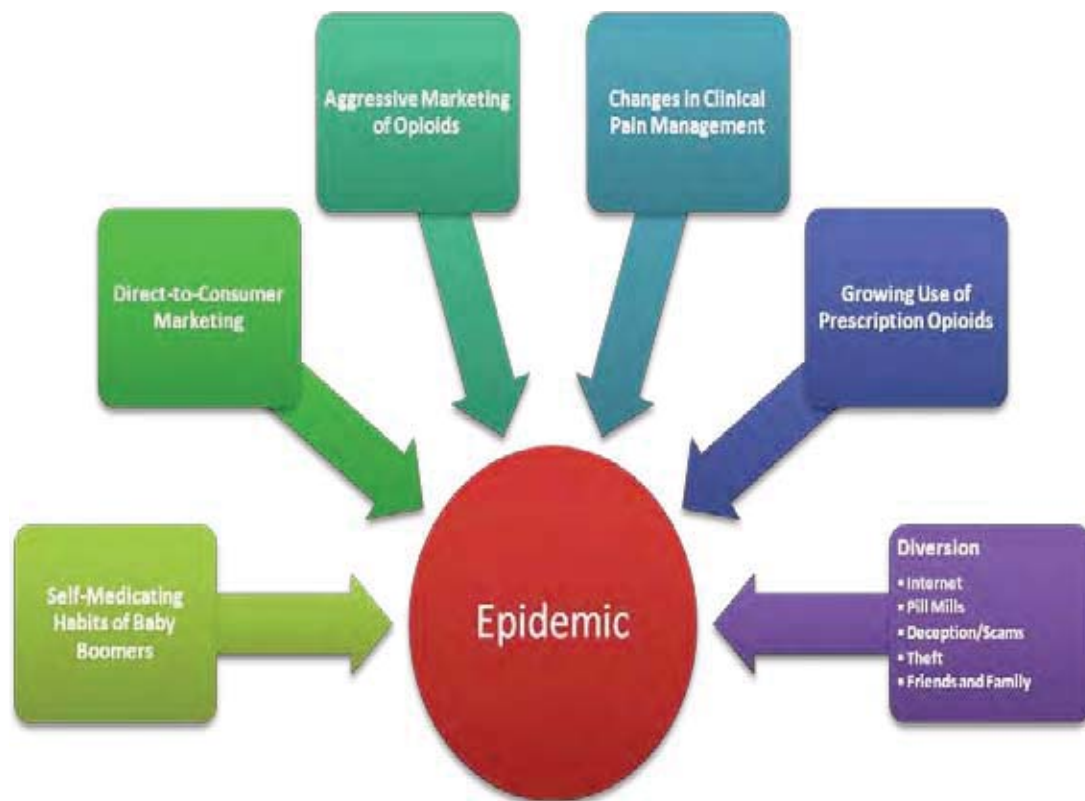 Aggressive Marketing
of Opioids
Changes in Clinical
Pain Management
Direct-to-Consumer
Marketing
Growing Use of
Prescription Opioids
Self-Medicating
Habits of Baby
Boomers
Epidemic
Diversion
▪ Internet
▪ Pill Mills
▪ Deception/Scams
▪ Theft
▪ Friends and Family